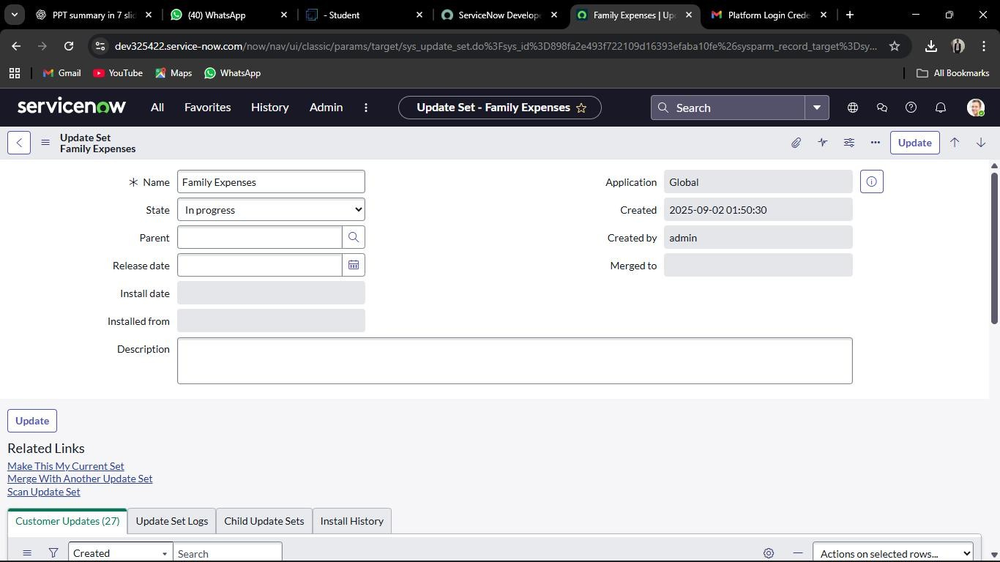 PPT summary in 7 slid
(40) WhatsApp
- Student
ServiceNow Develope
Family Expenses | Up
Platform Login Crede
dev325422.service-now.com/now/nav/ui/classic/params/target/sys_update_set.do%3Fsys_id%3D898fa2e493f722109d16393efaba10fe%26sysparm_record_target%3Dsy...
Gmail
YouTube
Maps
WhatsApp
All Bookmarks
servicenow
All
Favorites
History
Admin
Update Set - Family Expenses
Search
Update Set
Family Expenses
Update
Name
Family Expenses
Application
Global
State
In progress
Created
2025-09-02 01:50:30
Parent
Created by
admin
Release date
Merged to
Install date
Installed from
Description
Update
Related Links
Make This My Current Set
Merge With Another Update Set
Scan Update Set
Customer Updates (27)
Update Set Logs
Child Update Sets
Install History
Created
Search
Actions on selected rows...